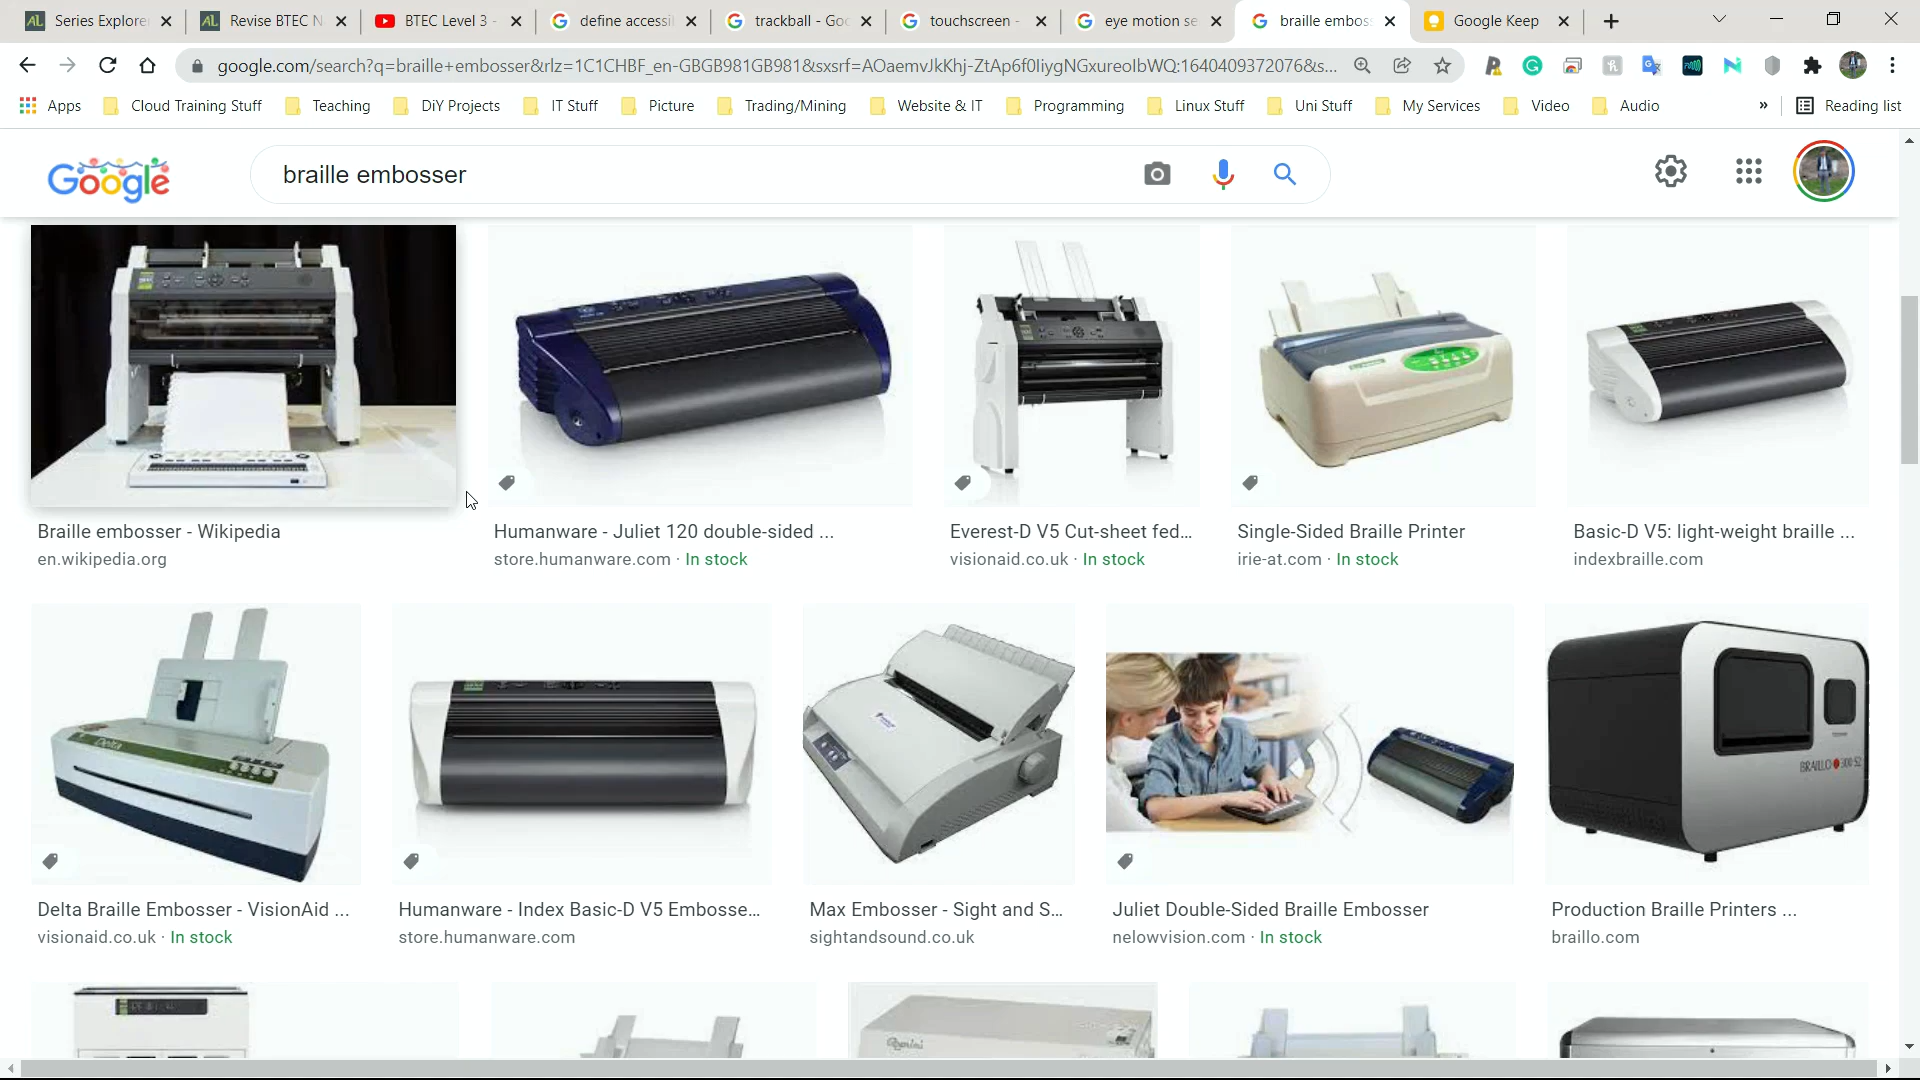 Series Explorer
Revise BTEC N
BTEC Level 3 -
define accessi
trackball - Goo
touchscreen -
eye motion se
braille emboss
Google Keep
google.com/search?q=braille+embosser&rlz=1C1CHBF_en-GBGB981GB981&sxsrf=AOaemvJkKhj-ZtAp6f0IiygNGxureolbWQ:1640409372076&s...
Apps
Cloud Training Stuff
Teaching
DiY Projects
IT Stuff
Picture
Trading/Mining
Website & IT
Programming
Linux Stuff
Uni Stuff
My Services
Video
Audio
»
Reading list
Google
braille embosser
Braille embosser - Wikipedia
en.wikipedia.org
Humanware - Juliet 120 double-sided ...
store.humanware.com · In stock
Everest-D V5 Cut-sheet fed...
visionaid.co.uk · In stock
Single-Sided Braille Printer
irie-at.com · In stock
Basic-D V5: light-weight braille ...
indexbraille.com
Delta
BRAILLO 300 S2
Delta Braille Embosser - VisionAid ...
visionaid.co.uk · In stock
Humanware - Index Basic-D V5 Embosse...
store.humanware.com
Max Embosser - Sight and S...
sightandsound.co.uk
Juliet Double-Sided Braille Embosser
nelowvision.com · In stock
Production Braille Printers ...
braillo.com